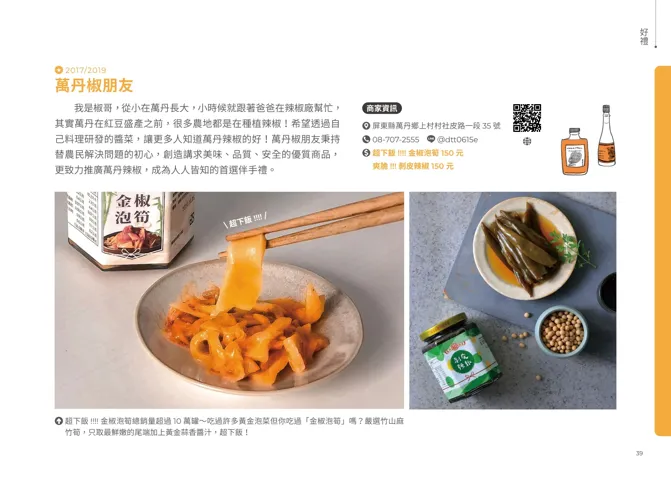 好禮
2017/2019
萬丹椒朋友
我是椒哥，從小在萬丹長大，小時候就跟著爸爸在辣椒廠幫忙，
其實萬丹在紅豆盛產之前，很多農地都是在種植辣椒！希望透過自
己料理研發的醬菜，讓更多人知道萬丹辣椒的好！萬丹椒朋友秉持
替農民解決問題的初心，創造講求美味、品質、安全的優質商品，
更致力推廣萬丹辣椒，成為人人皆知的首選伴手禮。
商家資訊
屏東縣萬丹鄉上村村社皮路一段 35 號
08-707-2555 @dtt0615e
超下飯 !!!! 金椒泡筍 150 元
爽脆 !!! 剝皮辣椒 150 元
金椒
泡筍
\ 超下飯 !!!! /
剝皮
辣椒
超下飯 !!!! 金椒泡筍總銷量超過 10 萬罐～吃過許多黃金泡菜但你吃過「金椒泡筍」嗎？嚴選竹山麻
竹筍，只取最鮮嫩的尾端加上黃金蒜香醬汁，超下飯！
39